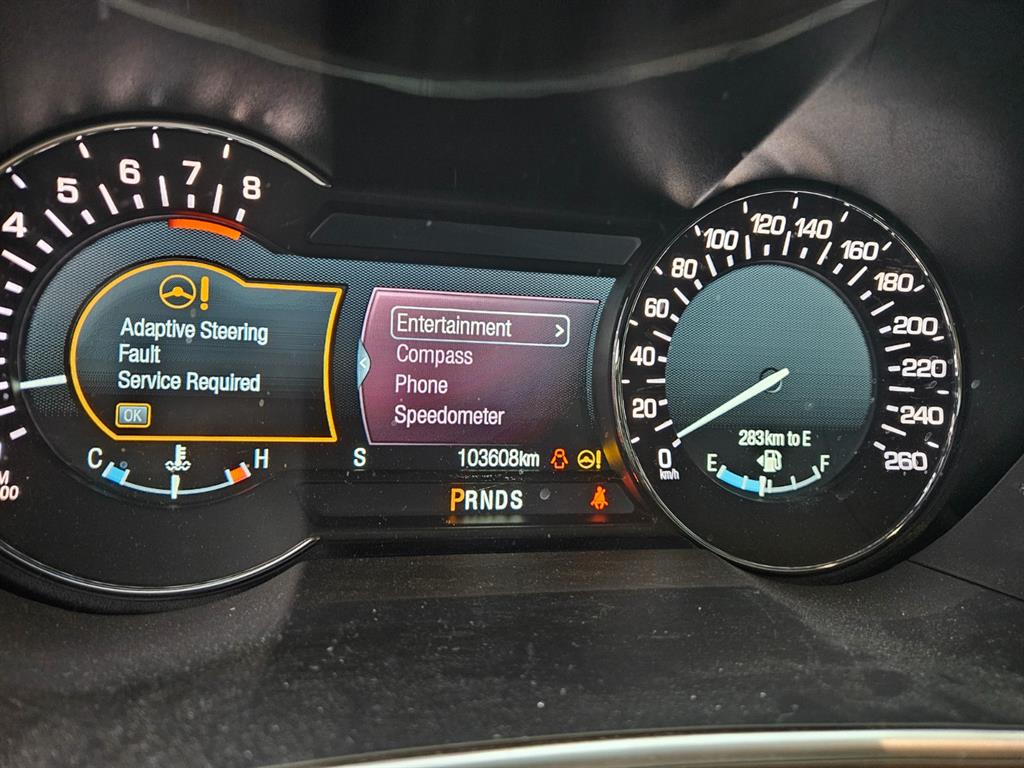 4 5 6 7 8
Adaptive Steering
Fault
Service Required
OK
C H
00
Entertainment >
Compass
Phone
Speedometer
S 103608km
PRNDS
0 20 40 60 80 100 120 140 160 180 200 220 240 260
km/h
283km to E
E F